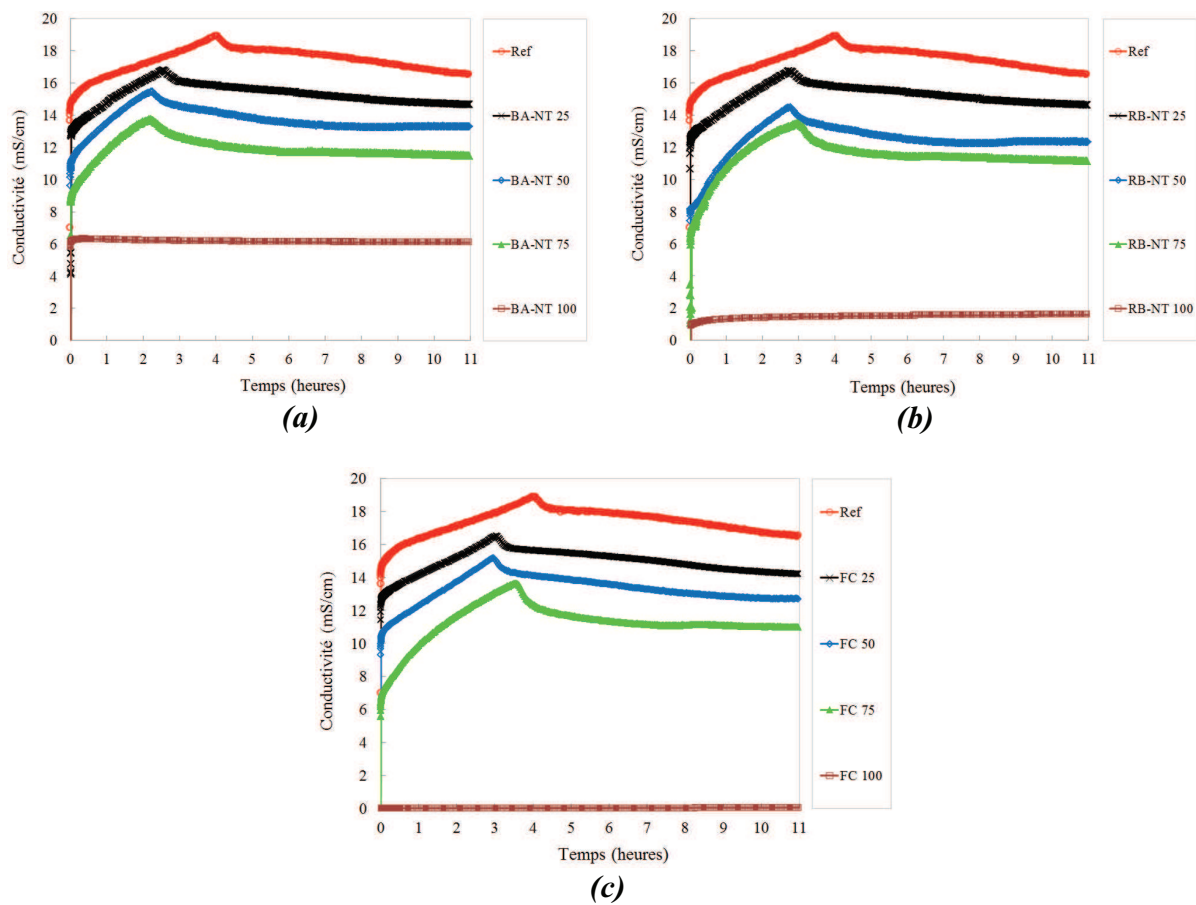 20
18
16
14
12
10
8
6
4
2
0
Conductivité (mS/cm)
0 1 2 3 4 5 6 7 8 9 10 11
Temps (heures)
Ref
BA-NT 25
BA-NT 50
BA-NT 75
BA-NT 100
(a)
20
18
16
14
12
10
8
6
4
2
0
Conductivité (mS/cm)
0 1 2 3 4 5 6 7 8 9 10 11
Temps (heures)
Ref
RB-NT 25
RB-NT 50
RB-NT 75
RB-NT 100
(b)
20
18
16
14
12
10
8
6
4
2
0
Conductivité (mS/cm)
0 1 2 3 4 5 6 7 8 9 10 11
Temps (heures)
Ref
FC 25
FC 50
FC 75
FC 100
(c)